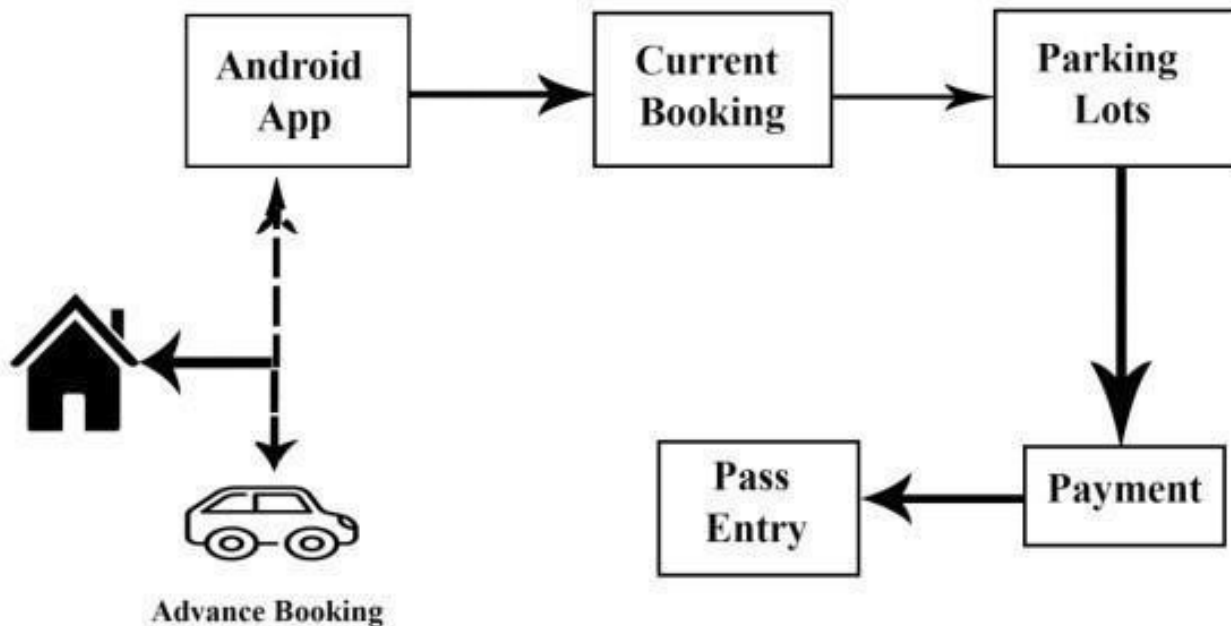 Android
App
Current
Booking
Parking
Lots
Pass
Entry
Payment
Advance Booking